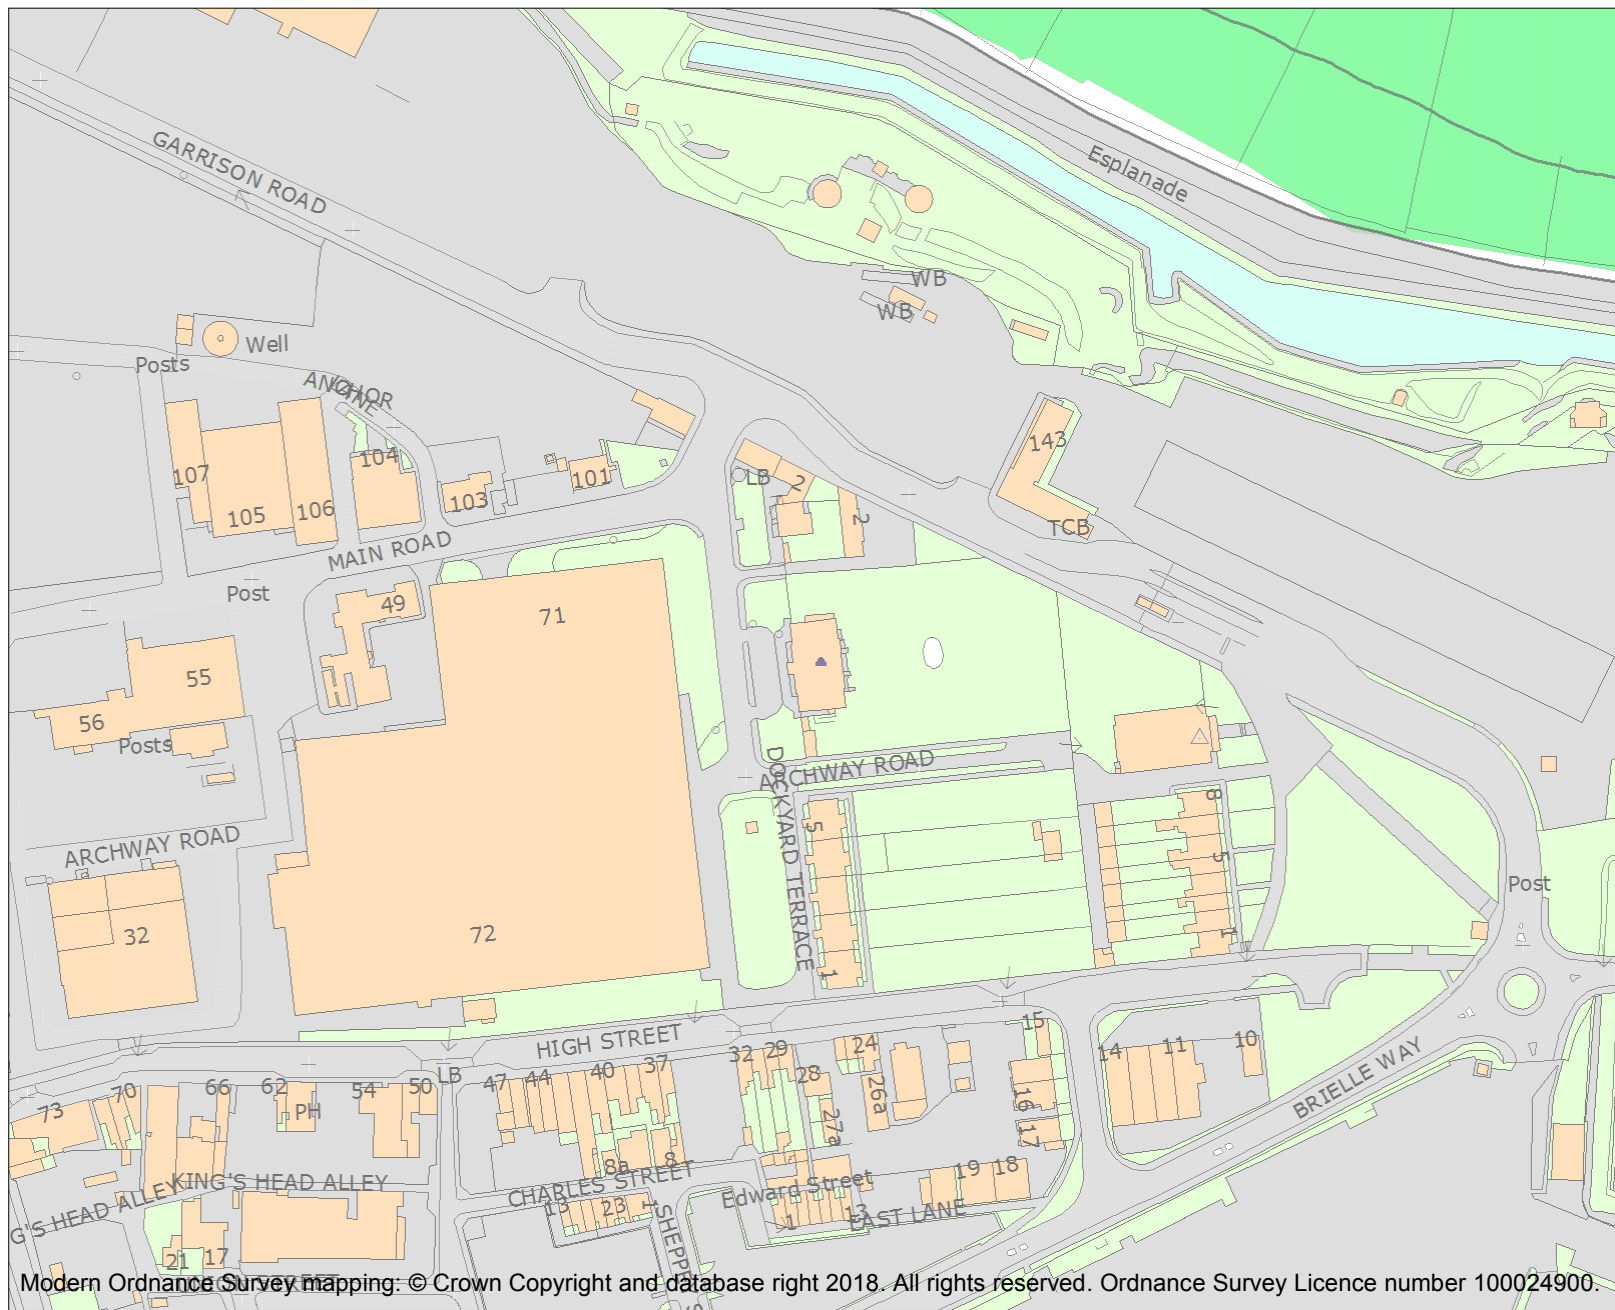 GARRISON ROAD
Esplanade
WB
WB
Well
Posts
ANCHOR
LANE
143
107
104
LB
2
101
103
2
105
106
TCB
MAIN ROAD
Post
49
71
55
56
Posts
DOCKYARD TERRACE
ARCHWAY ROAD
8
5
ARCHWAY ROAD
5
Post
32
72
1
1
HIGH STREET
15
32
29
24
14
11
10
LB
47
44
40
37
28
26a
BRIELLE WAY
73
70
66
62
54
50
PH
16
27a
17
8a
8
KING'S HEAD ALLEY
CHARLES STREET
Edward Street
19
18
G'S HEAD ALLEY
13
23
1
1
13
EAST LANE
21
17
Modern Ordnance Survey mapping: © Crown Copyright and database right 2018. All rights reserved. Ordnance Survey Licence number 100024900.